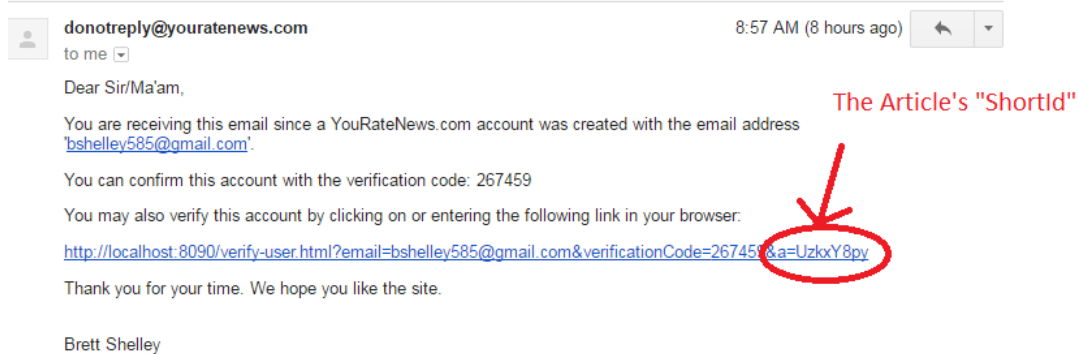 donotreply@youratenews.com 8:57 AM (8 hours ago)
to me
Dear Sir/Ma'am,
The Article's "ShortId"
You are receiving this email since a YouRateNews.com account was created with the email address
'bshelley585@gmail.com'.
You can confirm this account with the verification code: 267459
You may also verify this account by clicking on or entering the following link in your browser:
http://localhost:8090/verify-user.html?email=bshelley585@gmail.com&verificationCode=267459&a=UzkxY8py
Thank you for your time. We hope you like the site.
Brett Shelley